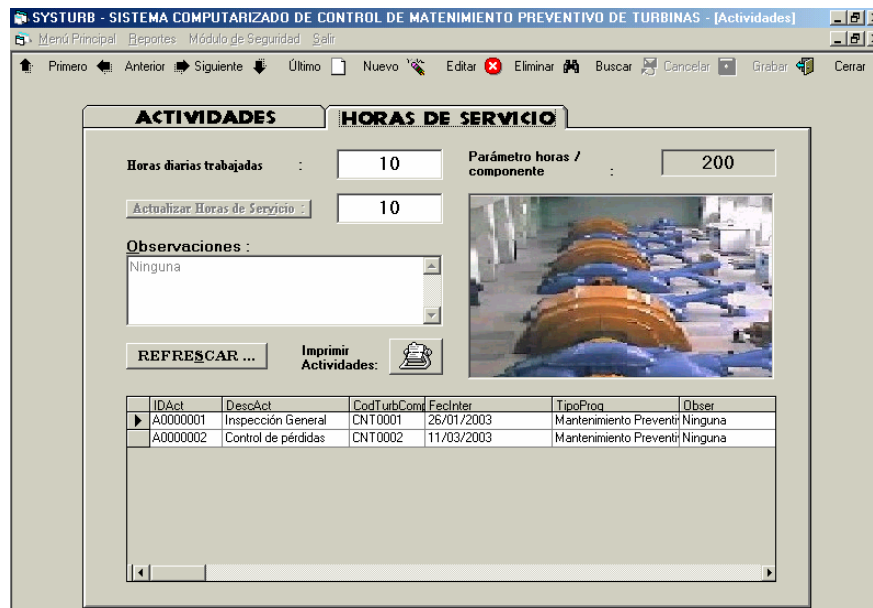 SYSTURB - SISTEMA COMPUTARIZADO DE CONTROL DE MATENIMIENTO PREVENTIVO DE TURBINAS - [Actividades]
Menú Principal Reportes Módulo de Seguridad Salir
Primero Anterior Siguiente Último Nuevo Editar Eliminar Buscar Cancelar Grabar Cerrar
ACTIVIDADES HORAS DE SERVICIO
Horas diarias trabajadas : 10 Parámetro horas / componente : 200
Actualizar Horas de Servicio : 10
Observaciones :
Ninguna
REFRESCAR ... Imprimir Actividades:
IDAct DescAct CodTurbComp FecInter TipoProg Obser
A0000001 Inspección General CNT0001 26/01/2003 Mantenimiento Preventiv Ninguna
A0000002 Control de pérdidas CNT0002 11/03/2003 Mantenimiento Preventiv Ninguna